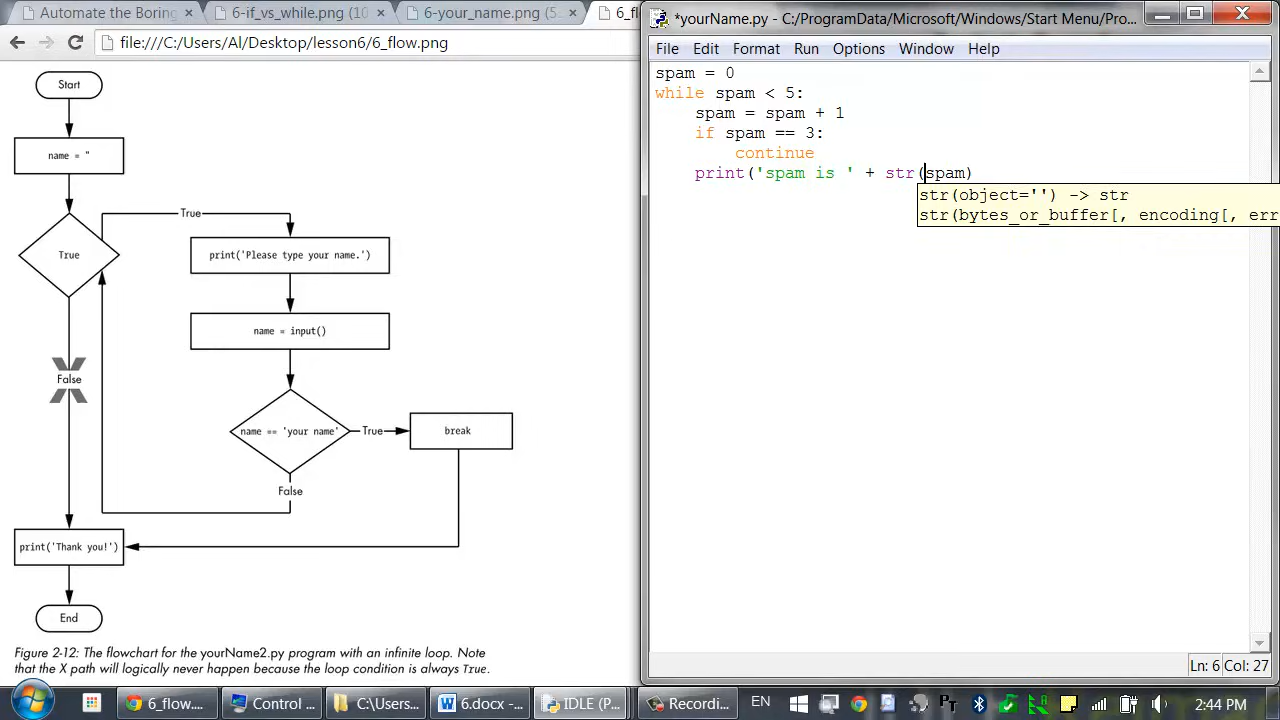 Automate the Boring
6-if_vs_while.png (10
6-your_name.png (5
6_fl
file:///C:/Users/Al/Desktop/lesson6/6_flow.png
Start
name = ''
True
True
print('Please type your name.')
name = input()
False
name == 'your name'
True
break
False
print('Thank you!')
End
Figure 2-12: The flowchart for the yourName2.py program with an infinite loop. Note
that the X path will logically never happen because the loop condition is always True.
*yourName.py - C:/ProgramData/Microsoft/Windows/Start Menu/Pro...
File Edit Format Run Options Window Help
spam = 0
while spam < 5:
    spam = spam + 1
    if spam == 3:
        continue
    print('spam is ' + str(spam)
str(object='') -> str
str(bytes_or_buffer[, encoding[, err
Ln: 6 Col: 27
6_flow....
Control ...
C:\Users...
6.docx - ...
IDLE (P...
Recordi...
EN
2:44 PM